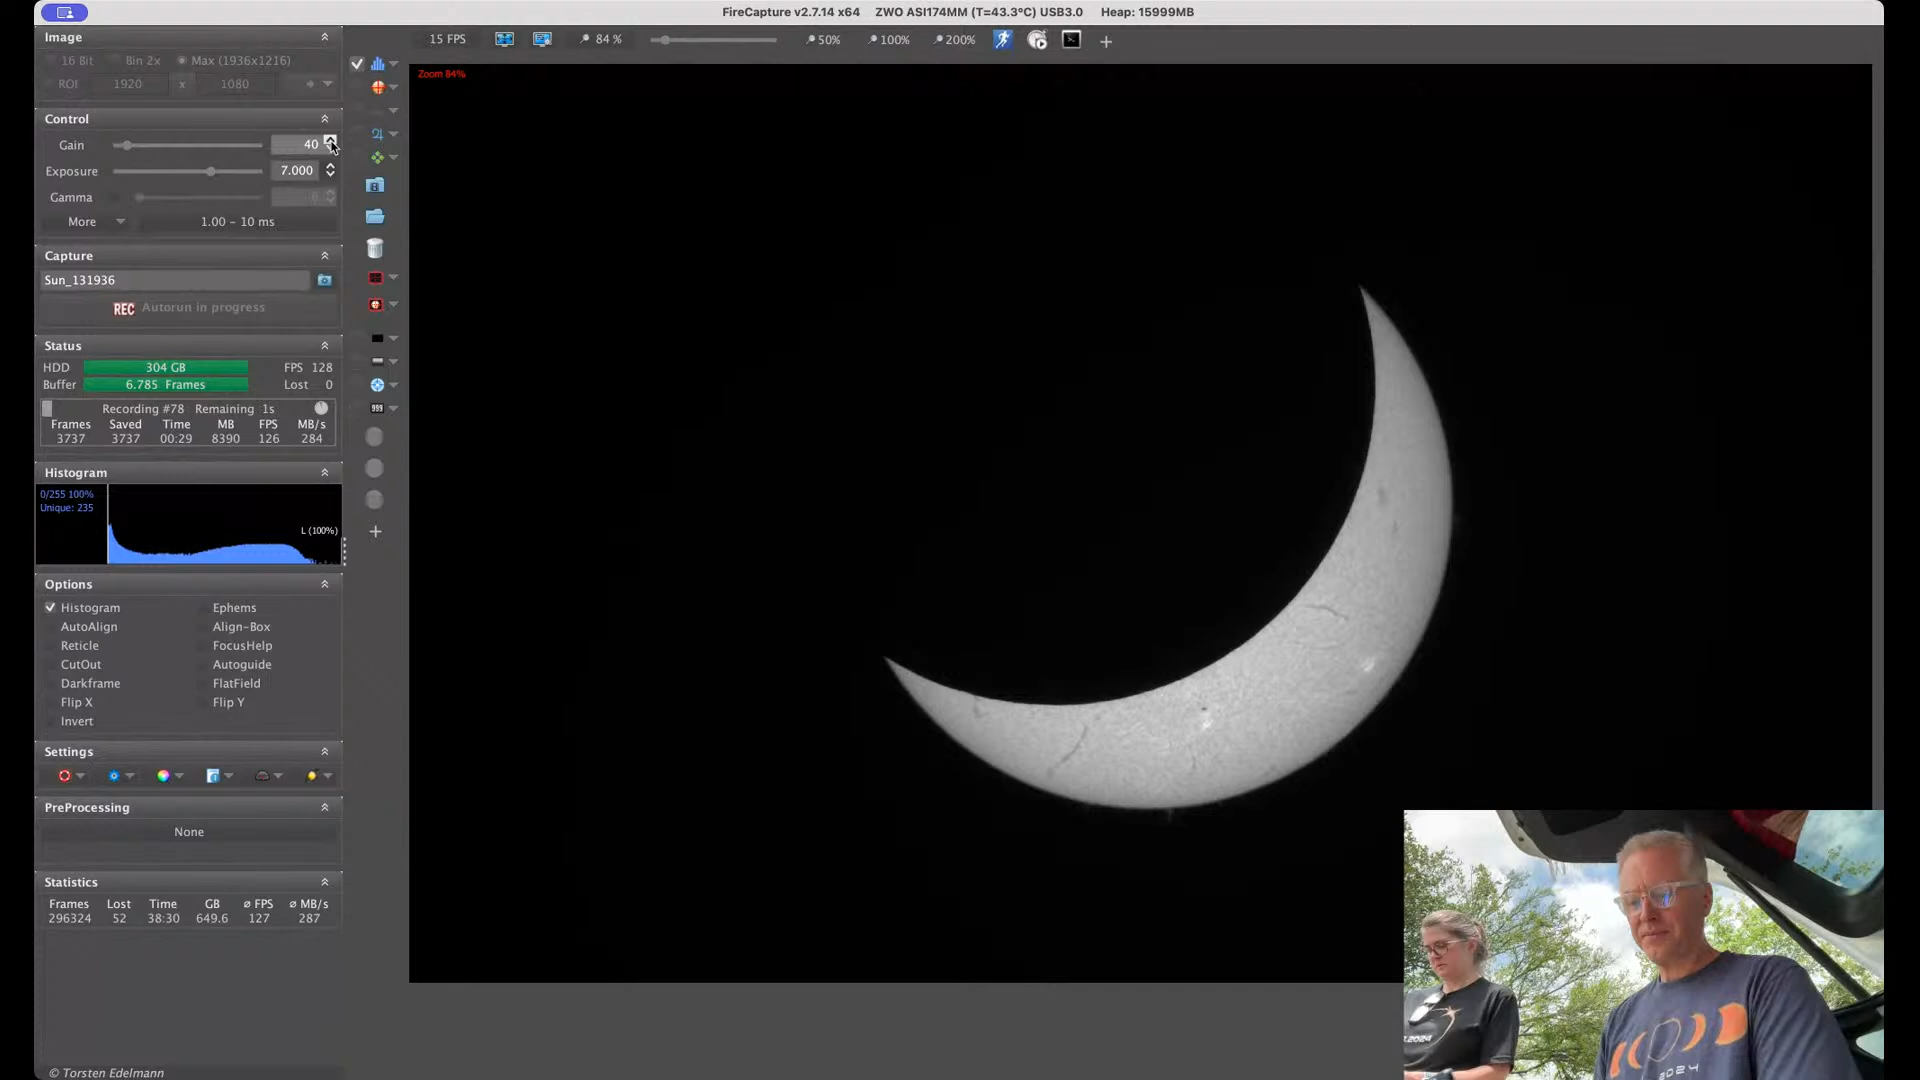 FireCapture v2.7.14 x64 ZWO ASI174MM (T=43.3°C) USB3.0 Heap: 15999MB
Image
15 FPS 84 % 50% 100% 200%
16 Bit Bin 2x Max (1936x1216)
ROI 1920 x 1080
Zoom 84%
Control
Gain 40
Exposure 7.000
Gamma
More 1.00 - 10 ms
Capture
Sun_131936
REC Autorun in progress
Status
HDD 304 GB FPS 128
Buffer 6.785 Frames Lost 0
Recording #78 Remaining 1s
Frames Saved Time MB FPS MB/s
3737 3737 00:29 8390 126 284
999
Histogram
0/255 100%
Unique: 235
L (100%)
Options
Histogram Ephems
AutoAlign Align-Box
Reticle FocusHelp
CutOut Autoguide
Darkframe FlatField
Flip X Flip Y
Invert
Settings
PreProcessing
None
Statistics
Frames Lost Time GB ø FPS ø MB/s
296324 52 38:30 649.6 127 287
2024
2024
© Torsten Edelmann